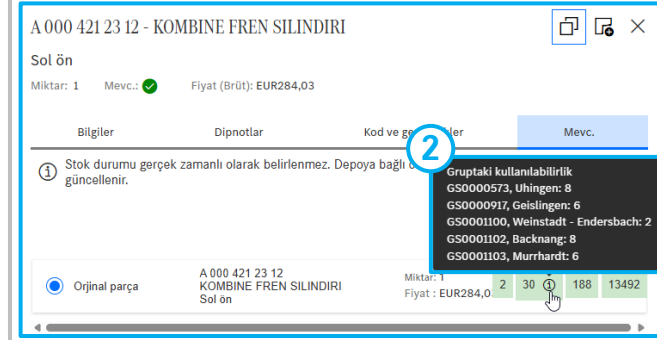 A 000 421 23 12 - KOMBINE FREN SILINDIRI
Sol ön
Miktar: 1 Mevc.: Fiyat (Brüt): EUR284,03
Bilgiler Dipnotlar Kod ve Mevc.
2
Stok durumu gerçek zamanlı olarak belirlenmez. Depoya bağlı
güncellenir.
Gruptaki kullanılabilirlik
GS0000573, Uhingen: 8
GS0000917, Geislingen: 6
GS0001100, Weinstadt - Endersbach: 2
GS0001102, Backnang: 8
GS0001103, Murrhardt: 6
Orjinal parça
A 000 421 23 12
KOMBINE FREN SILINDIRI
Sol ön
Miktar: 1
Fiyat : EUR284,0
2 30 188 13492